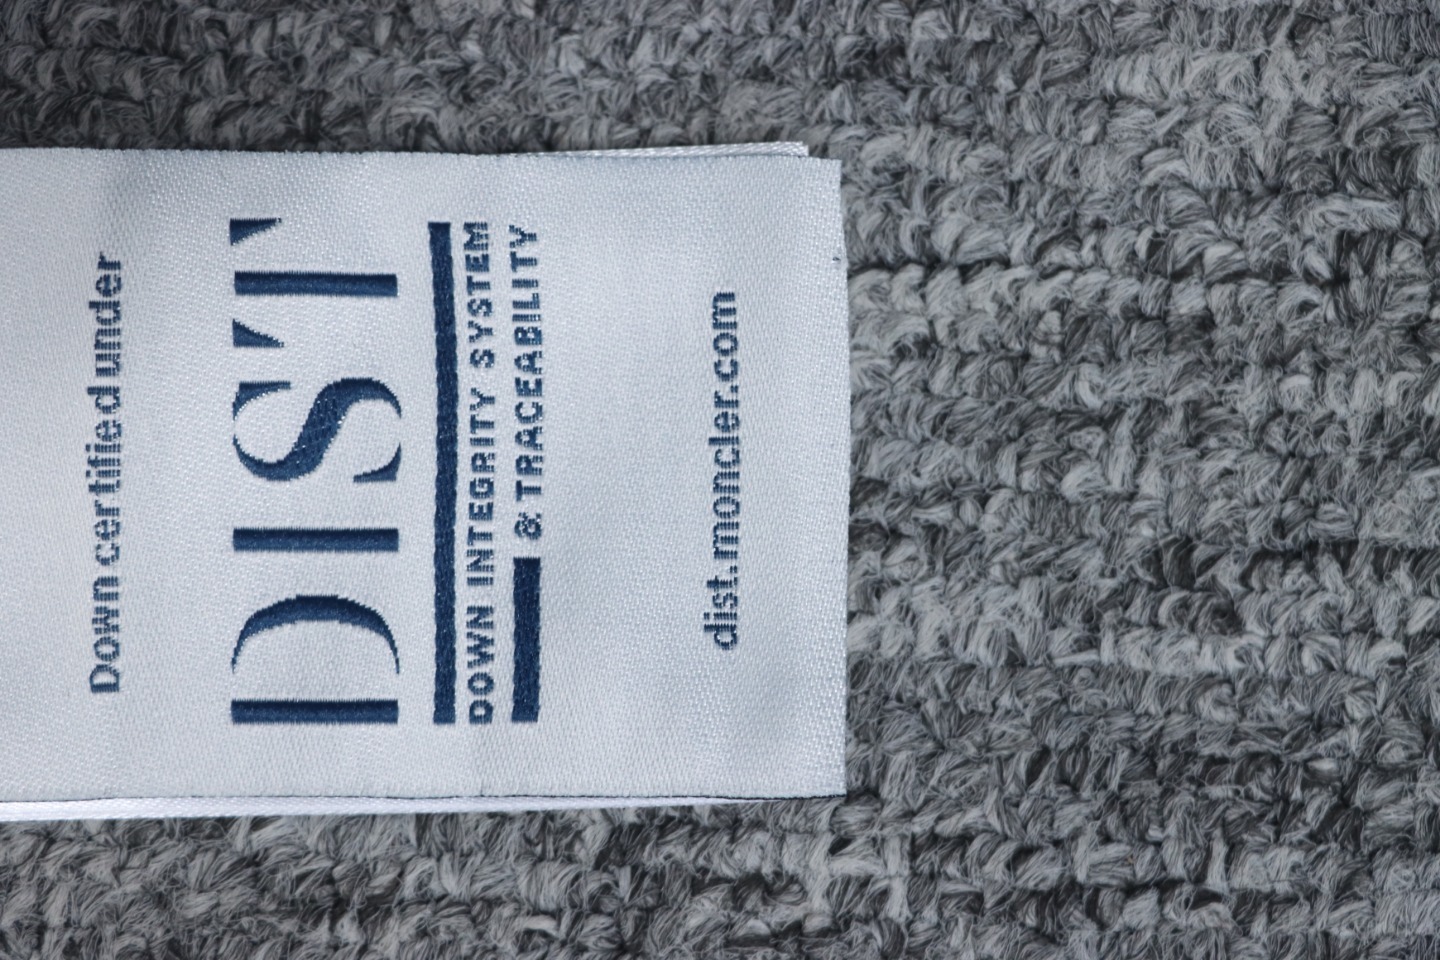 Down certified under
DIST
DOWN INTEGRITY SYSTEM
& TRACEABILITY
dist.moncler.com